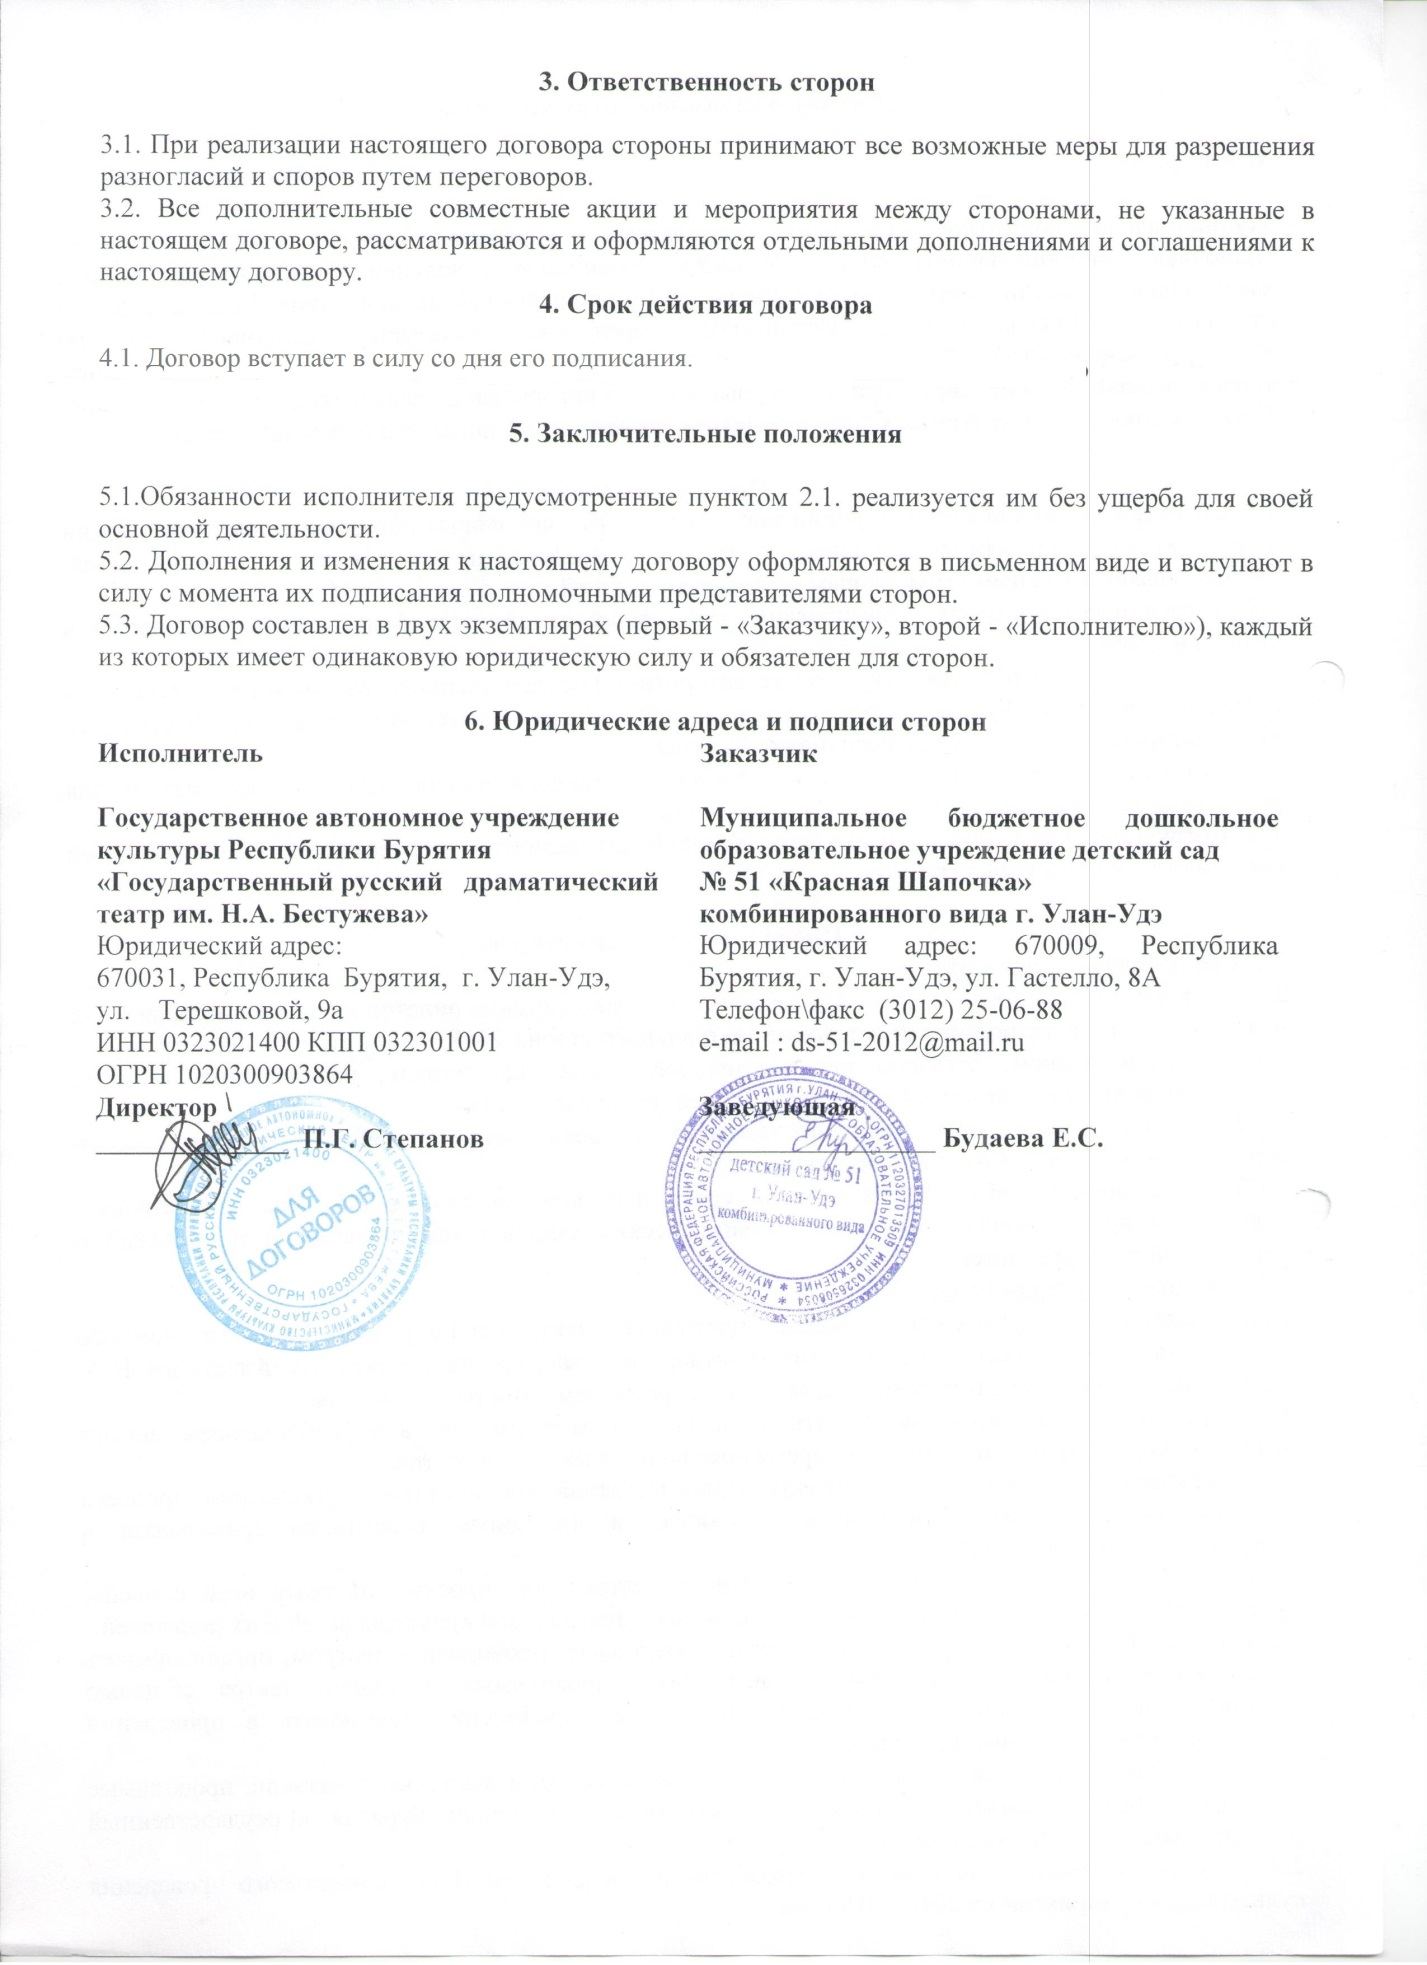 3. Ответственность сторон
3.1. При реализации настоящего договора стороны принимают все возможные меры для разрешения
разногласий и споров путем переговоров.
3.2. Все дополнительные совместные акции и мероприятия между сторонами, не указанные в
настоящем договоре, рассматриваются и оформляются отдельными дополнениями и соглашениями к
настоящему договору.
4. Срок действия договора
4.1. Договор вступает в силу со дня его подписания.
5. Заключительные положения
5.1.Обязанности исполнителя предусмотренные пунктом 2.1. реализуется им без ущерба для своей
основной деятельности.
5.2. Дополнения и изменения к настоящему договору оформляются в письменном виде и вступают в
силу с момента их подписания полномочными представителями сторон.
5.3. Договор составлен в двух экземплярах (первый - «Заказчику», второй - «Исполнителю»), каждый
из которых имеет одинаковую юридическую силу и обязателен для сторон.
6. Юридические адреса и подписи сторон
Исполнитель
Государственное автономное учреждение
культуры Республики Бурятия
«Государственный русский драматический
театр им. Н.А. Бестужева»
Юридический адрес:
670031, Республика Бурятия, г. Улан-Удэ,
ул. Терешковой, 9а
ИНН 0323021400 КПП 032301001
ОГРН 1020300903864
Директор
П.Г. Степанов
ИНН 0323021400
ДЛЯ
ДОГОВОРОВ
ОГРН 1020300903864
Заказчик
Муниципальное бюджетное дошкольное
образовательное учреждение детский сад
№ 51 «Красная Шапочка»
комбинированного вида г. Улан-Удэ
Юридический адрес: 670009, Республика
Бурятия, г. Улан-Удэ, ул. Гастелло, 8А
Телефон\факс (3012) 25-06-88
e-mail : ds-51-2012@mail.ru
Заведующая
Будаева Е.С.
детский сад № 51
г. Улан-Удэ
комбинированного вида